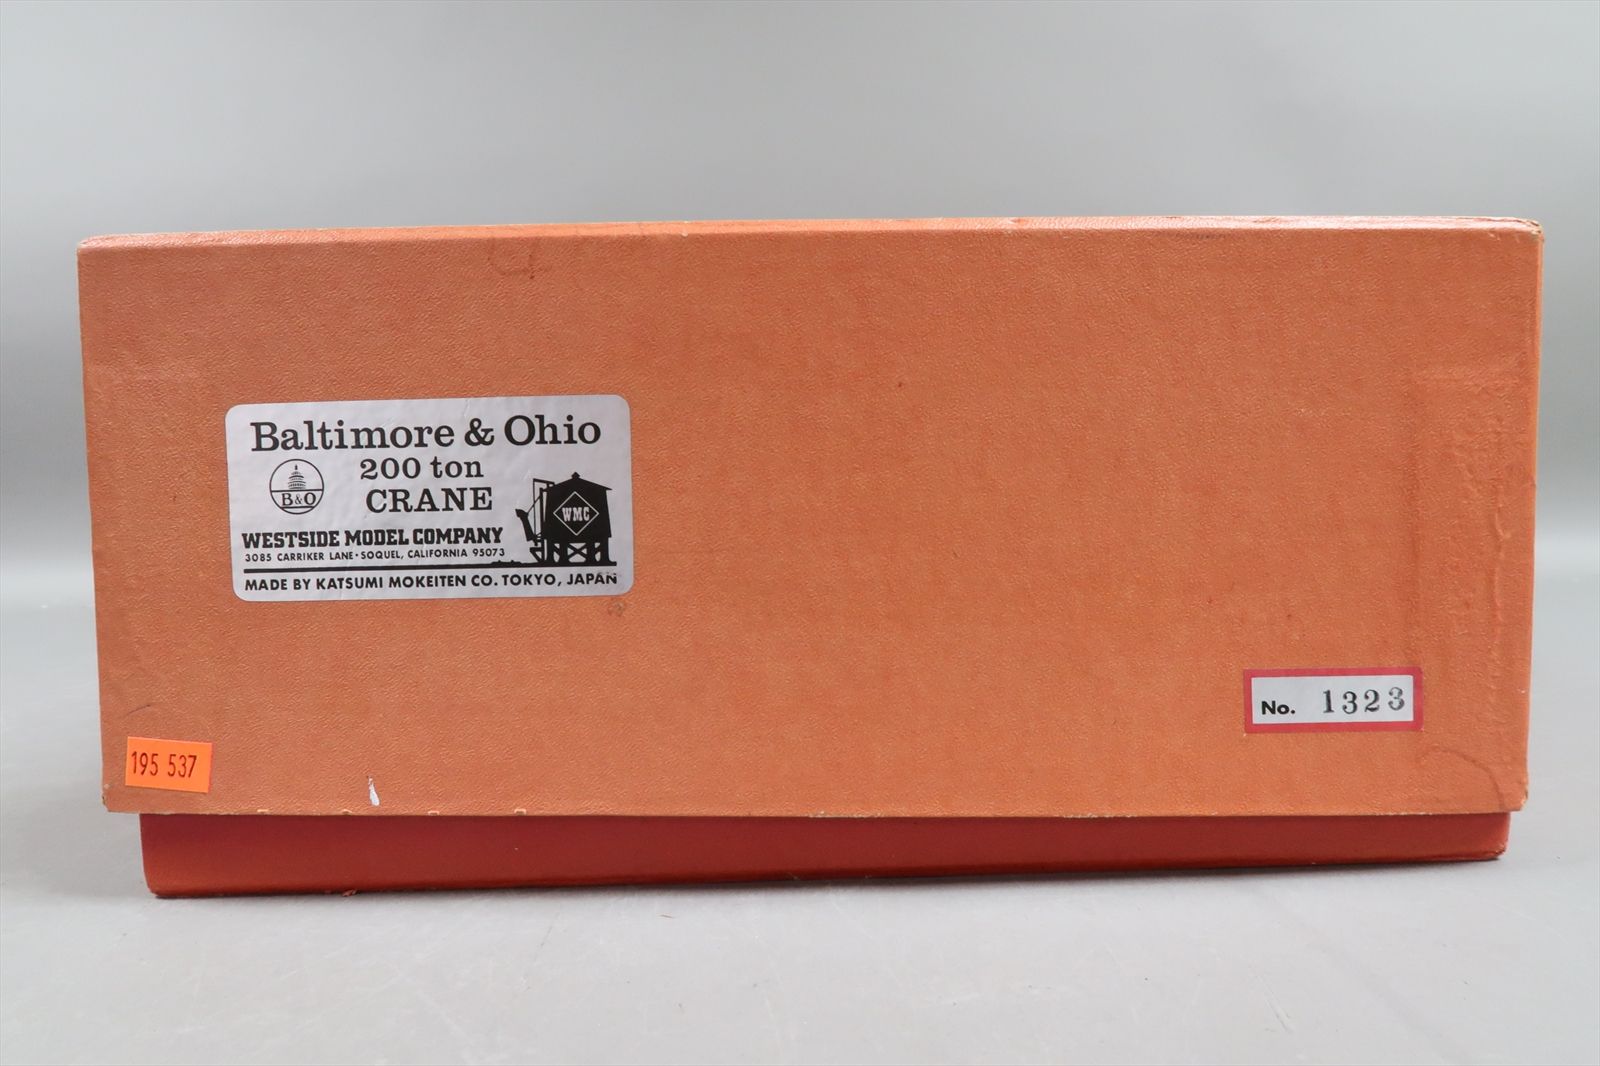 Baltimore & Ohio
200 ton
B&O
CRANE
WMC
WESTSIDE MODEL COMPANY
3085 CARRIKER LANE · SOQUEL, CALIFORNIA 95073
MADE BY KATSUMI MOKEITEN CO. TOKYO, JAPAN
No. 1323
195 537